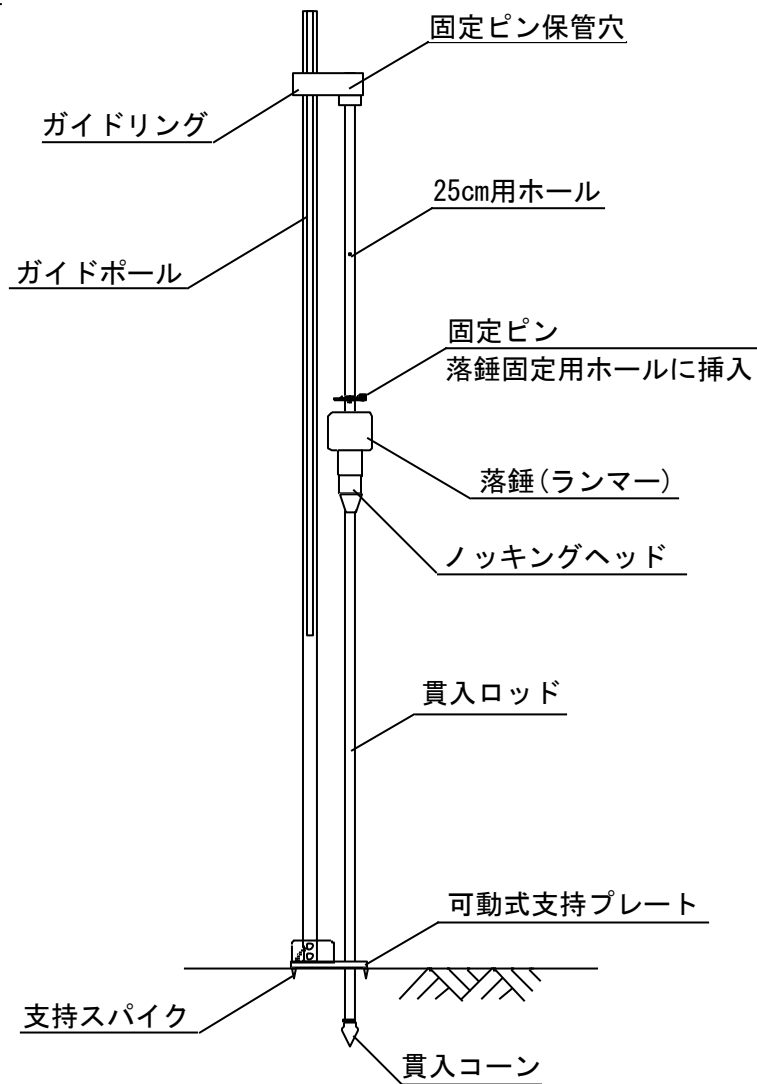 固定ピン保管穴
ガイドリング
25cm用ホール
ガイドポール
固定ピン
落錘固定用ホールに挿入
落錘(ランマー)
ノッキングヘッド
貫入ロッド
可動式支持プレート
支持スパイク
貫入コーン